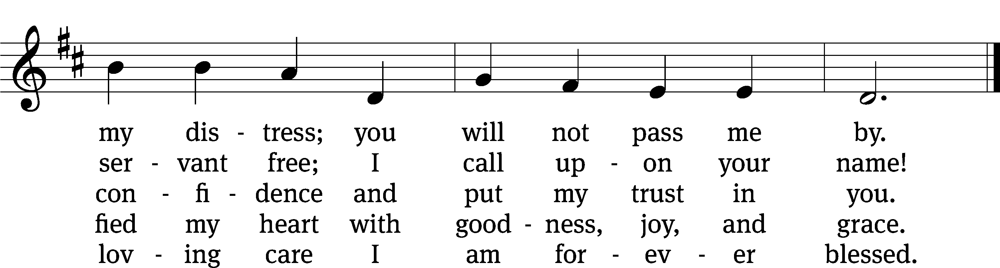 my dis - tress; you will not pass me by.
ser - vant free; I call up - on your name!
con - fi - dence and put my trust in you.
fied my heart with good - ness, joy, and grace.
lov - ing care I am for - ev - er blessed.